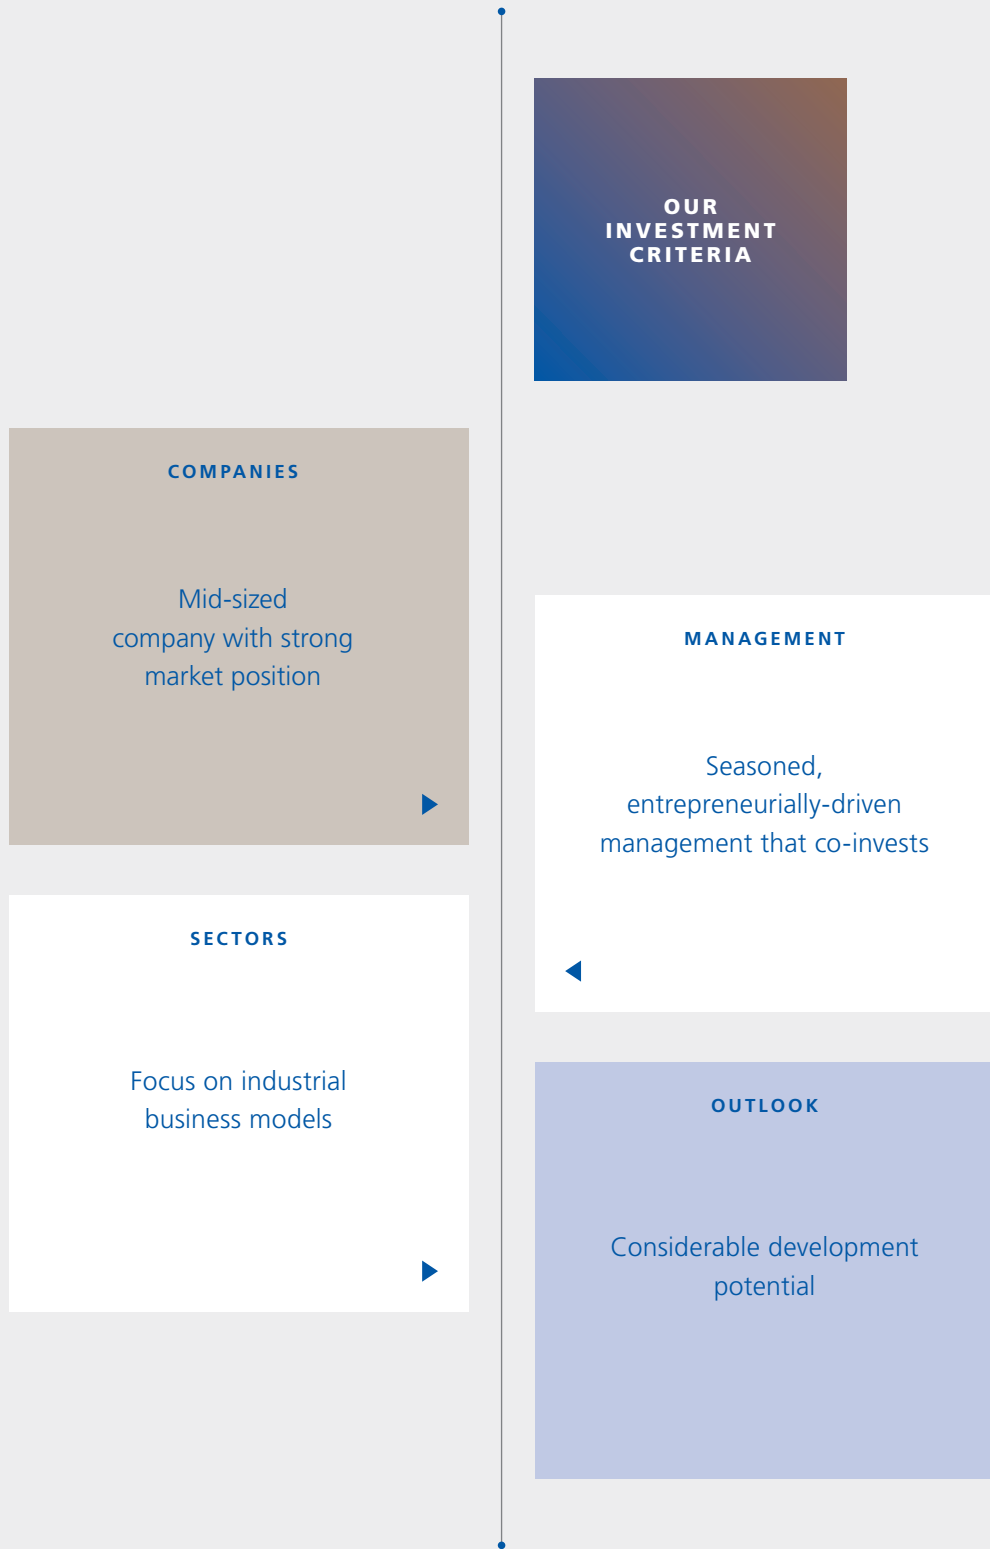 OUR
INVESTMENT
CRITERIA
COMPANIES
Mid-sized
company with strong
market position
MANAGEMENT
Seasoned,
entrepreneurially-driven
management that co-invests
SECTORS
Focus on industrial
business models
OUTLOOK
Considerable development
potential